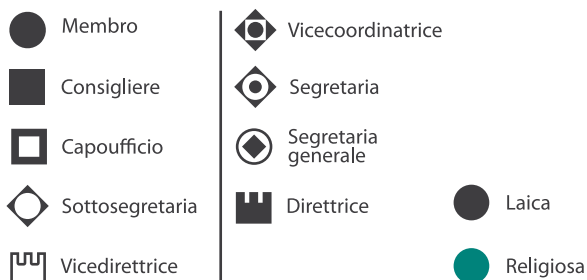 Membro
Consigliere
Capoufficio
Sottosegretaria
Vicedirettrice
Vicecoordinatrice
Segretaria
Segretaria
generale
Direttrice
Laica
Religiosa